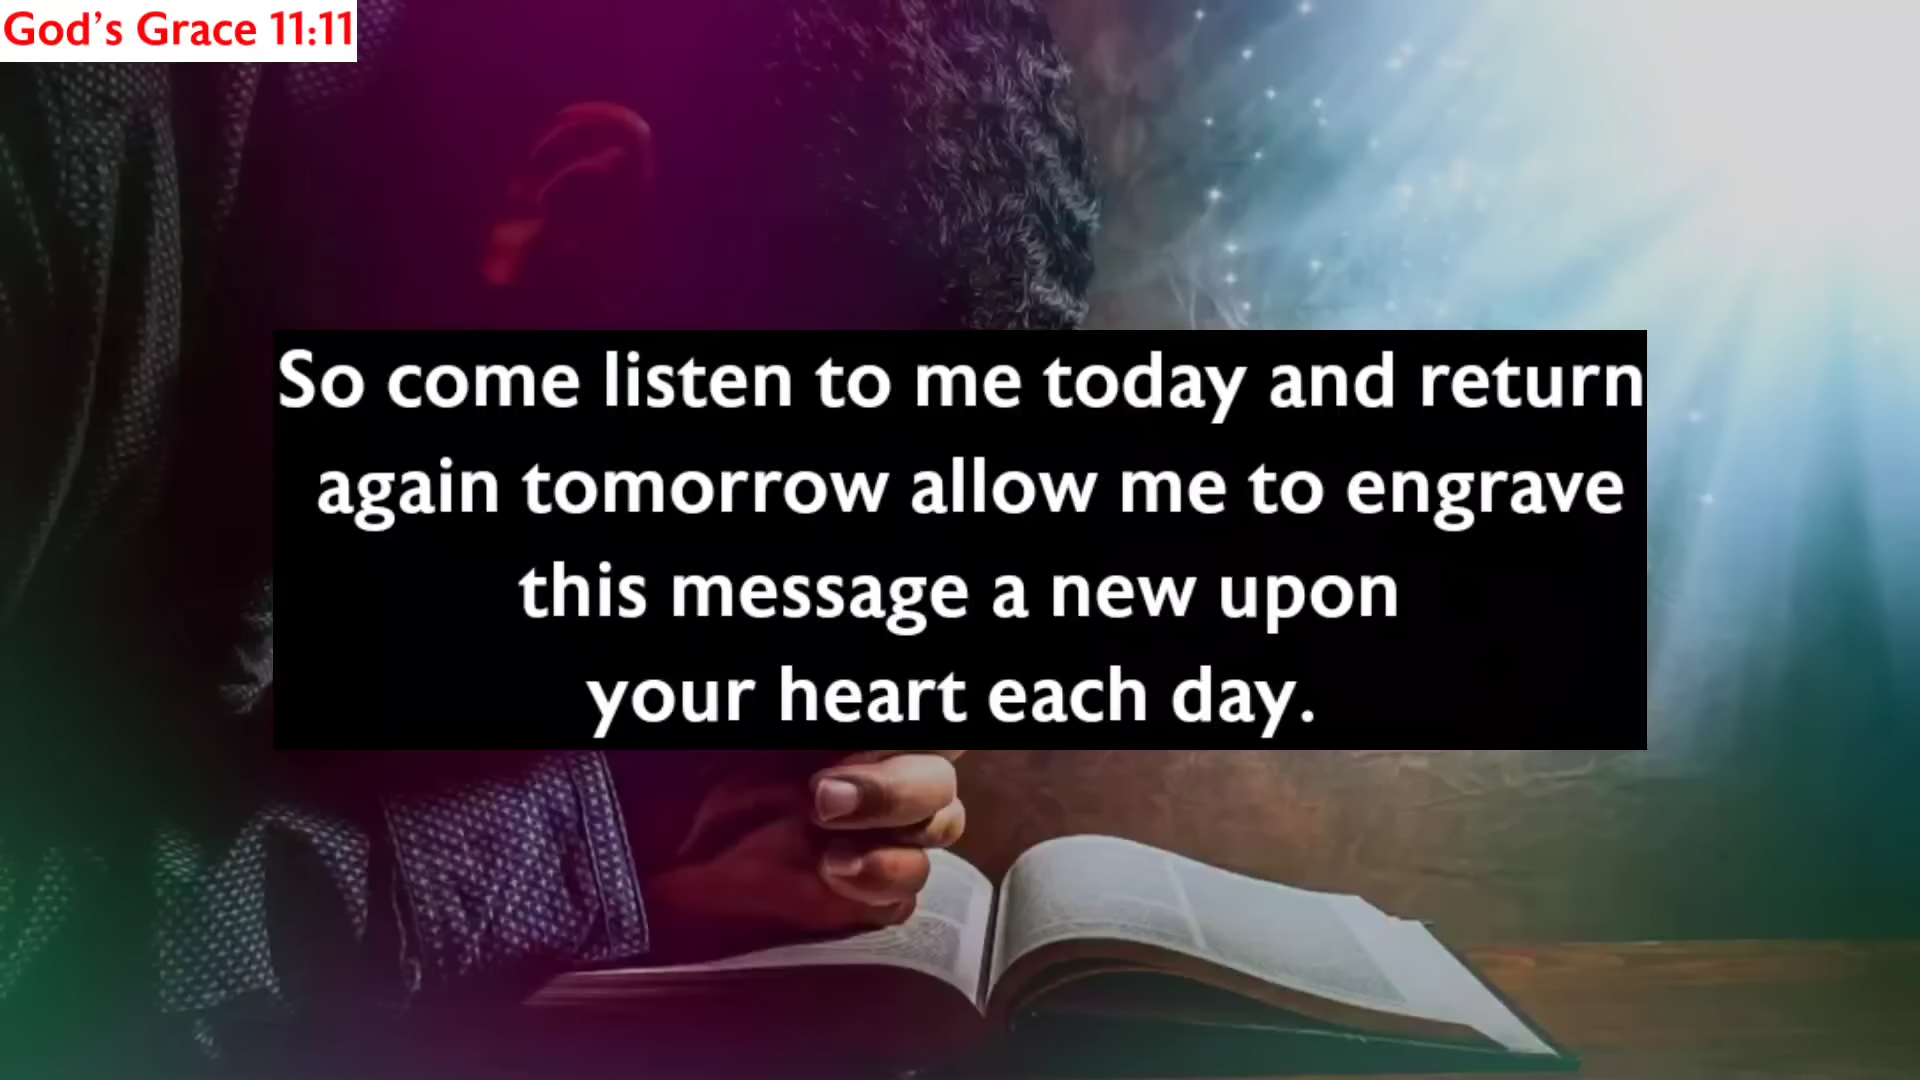 God's Grace 11:11
So come listen to me today and return
again tomorrow allow me to engrave
this message a new upon
your heart each day.